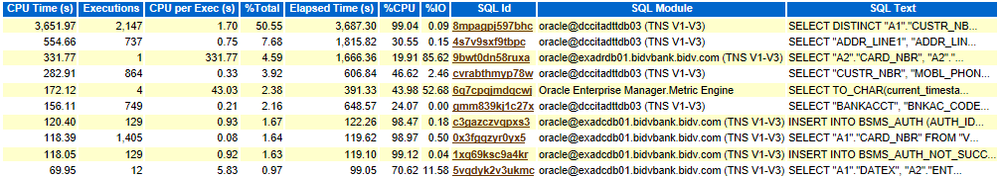 CPU Time (s) Executions CPU per Exec (s) %Total Elapsed Time (s) %CPU %IO SQL Id SQL Module SQL Text
3,651.97 2,147 1.70 50.55 3,687.30 99.04 0.09 8mpagpj597bhc oracle@dccitadttdb03 (TNS V1-V3) SELECT DISTINCT "A1"."CUSTR_NB...
554.66 737 0.75 7.68 1,815.82 30.55 0.15 4s7v9sxf9tbpc oracle@dccitadttdb03 (TNS V1-V3) SELECT "ADDR_LINE1", "ADDR_LIN...
331.77 1 331.77 4.59 1,666.36 19.91 85.62 9bwt0dn58ruxa oracle@exadrdb01.bidvbank.bidv.com (TNS V1-V3) SELECT "A2"."CARD_NBR", "A2"."...
282.91 864 0.33 3.92 606.84 46.62 2.46 cvrabthmyp78w oracle@dccitadttdb03 (TNS V1-V3) SELECT "CUSTR_NBR", "MOBL_PHON...
172.12 4 43.03 2.38 391.33 43.98 52.68 6q7cpqjmdqcwj Oracle Enterprise Manager.Metric Engine SELECT TO_CHAR(current_timesta...
156.11 749 0.21 2.16 648.57 24.07 0.00 gmm839kj1c27x oracle@dccitadttdb03 (TNS V1-V3) SELECT "BANKACCT", "BNKAC_CODE...
120.40 129 0.93 1.67 122.26 98.47 0.18 c3gazczvqpxs3 oracle@exadcdb01.bidvbank.bidv.com (TNS V1-V3) INSERT INTO BSMS_AUTH (AUTH_ID...
118.39 1,405 0.08 1.64 119.62 98.97 0.50 0x3fgqzyr0yx5 oracle@exadcdb01.bidvbank.bidv.com (TNS V1-V3) SELECT "A1"."CARD_NBR" FROM "V...
118.05 129 0.92 1.63 119.10 99.12 0.04 1xq69ksc9a4kr oracle@exadcdb01.bidvbank.bidv.com (TNS V1-V3) INSERT INTO BSMS_AUTH_NOT_SUCC...
69.95 12 5.83 0.97 99.05 70.62 11.58 5vqdyk2v3ukmc oracle@exadcdb01.bidvbank.bidv.com (TNS V1-V3) SELECT "A1"."DATEX", "A2"."ENT...